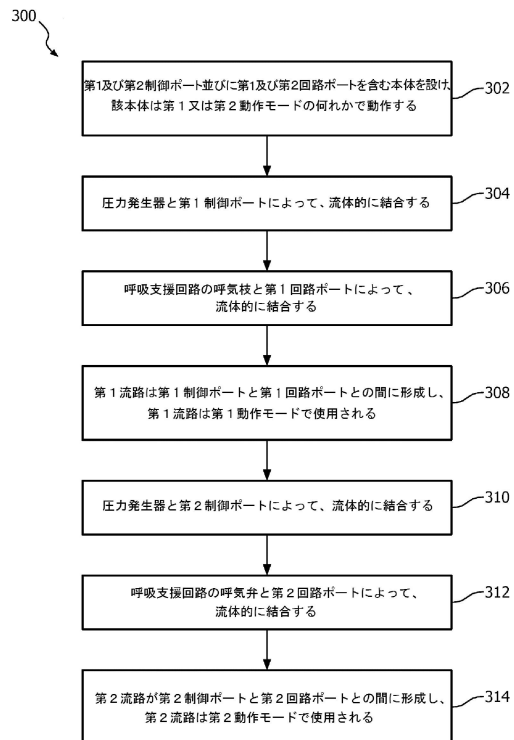 300
第1及び第2制御ポート並びに第1及び第2回路ポートを含む本体を設け、
該本体は第1又は第2動作モードの何れかで動作する
302
圧力発生器と第1制御ポートによって、流体的に結合する
304
呼吸支援回路の呼気枝と第1回路ポートによって、
流体的に結合する
306
第1流路は第1制御ポートと第1回路ポートとの間に形成し、
第1流路は第1動作モードで使用される
308
圧力発生器と第2制御ポートによって、流体的に結合する
310
呼吸支援回路の呼気弁と第2回路ポートによって、
流体的に結合する
312
第2流路が第2制御ポートと第2回路ポートとの間に形成し、
第2流路は第2動作モードで使用される
314